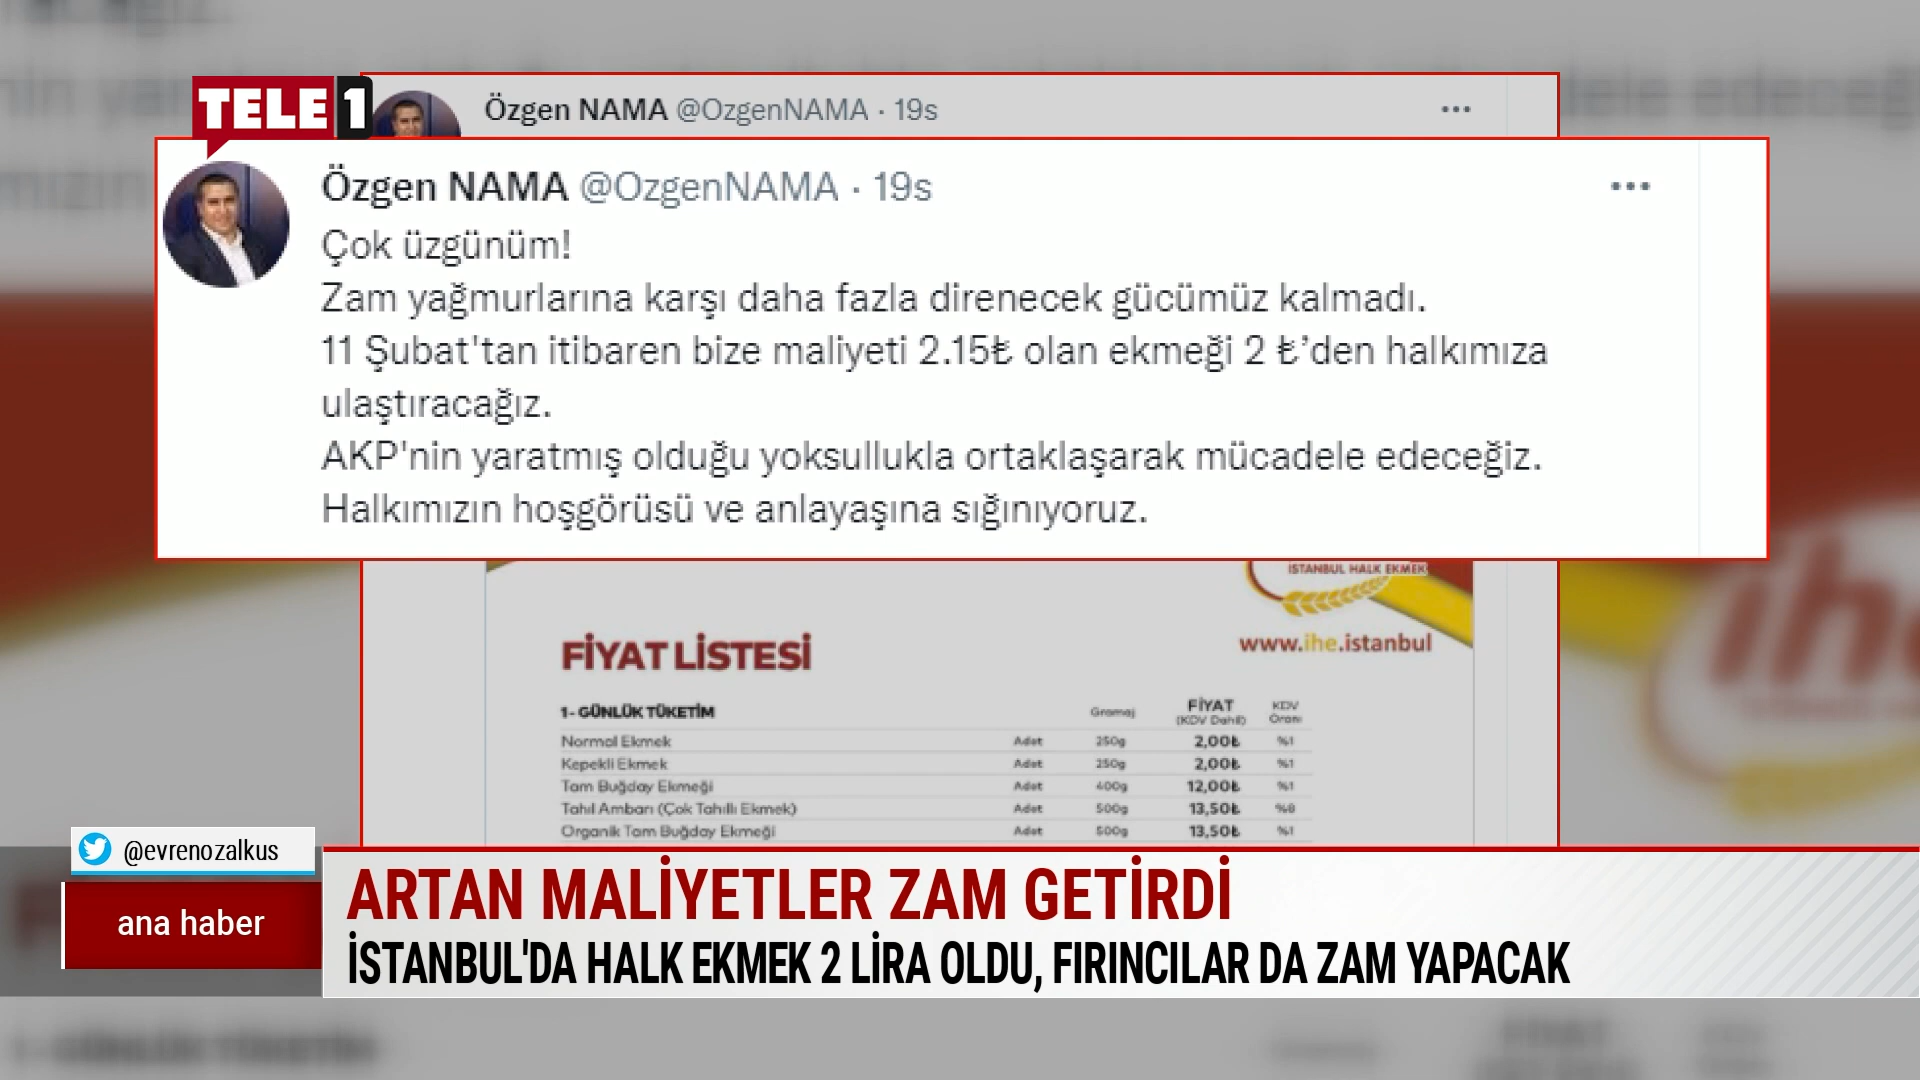 TELE 1
Özgen NAMA @OzgenNAMA · 19s
Özgen NAMA @OzgenNAMA · 19s
Çok üzgünüm!
Zam yağmurlarına karşı daha fazla direnecek gücümüz kalmadı.
11 Şubat'tan itibaren bize maliyeti 2.15₺ olan ekmeği 2 ₺'den halkımıza
ulaştıracağız.
AKP'nin yaratmış olduğu yoksullukla ortaklaşarak mücadele edeceğiz.
Halkımızın hoşgörüsü ve anlayaşına sığınıyoruz.
İSTANBUL HALK EKMEK
www.ihe.istanbul
FİYAT LİSTESİ
1- GÜNLÜK TÜKETİM Gramaj FİYAT (KDV Dahil) KDV Oranı
Normal Ekmek Adet 250g 2,00₺ %1
Kepekli Ekmek Adet 250g 2,00₺ %1
Tam Buğday Ekmeği Adet 400g 12,00₺ %1
Tahıl Ambarı (Çok Tahıllı Ekmek) Adet 500g 13,50₺ %8
Organik Tam Buğday Ekmeği Adet 500g 13,50₺ %1
@evrenozalkus
ana haber
ARTAN MALİYETLER ZAM GETİRDİ
İSTANBUL'DA HALK EKMEK 2 LİRA OLDU, FIRINCILAR DA ZAM YAPACAK
ihe